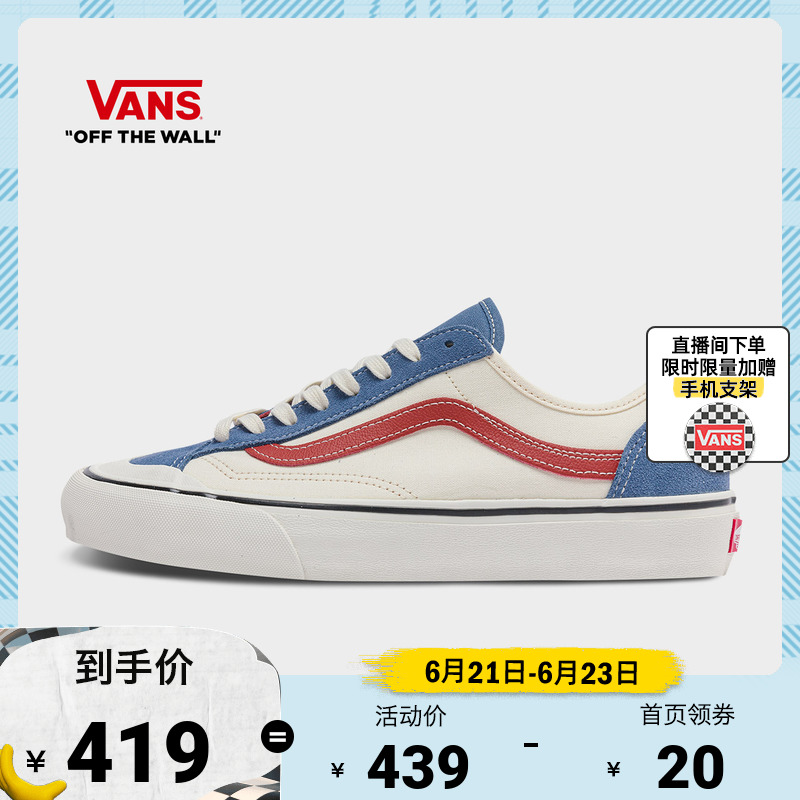 VANS
"OFF THE WALL"
直播间下单
限时限量加赠
手机支架
VANS
到手价
¥ 419
=
6月21日-6月23日
活动价
¥ 439
-
首页领券
¥ 20